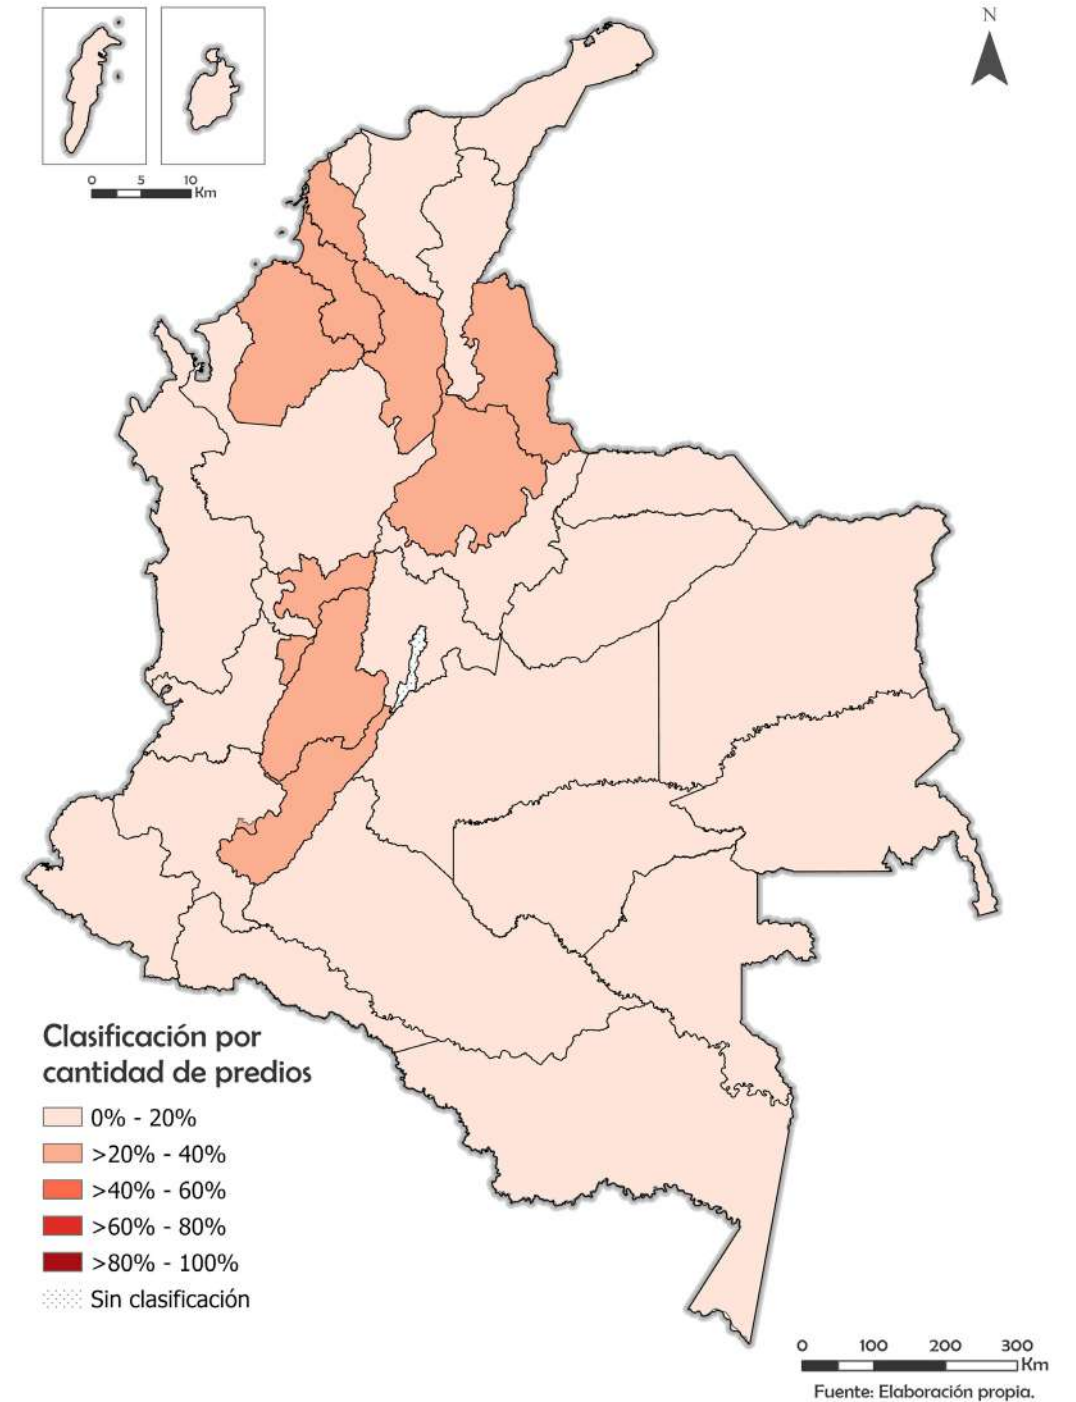 N
0 5 10
Km
Clasificación por
cantidad de predios
0% - 20%
>20% - 40%
>40% - 60%
>60% - 80%
>80% - 100%
Sin clasificación
0 100 200 300
Km
Fuente: Elaboración propia.